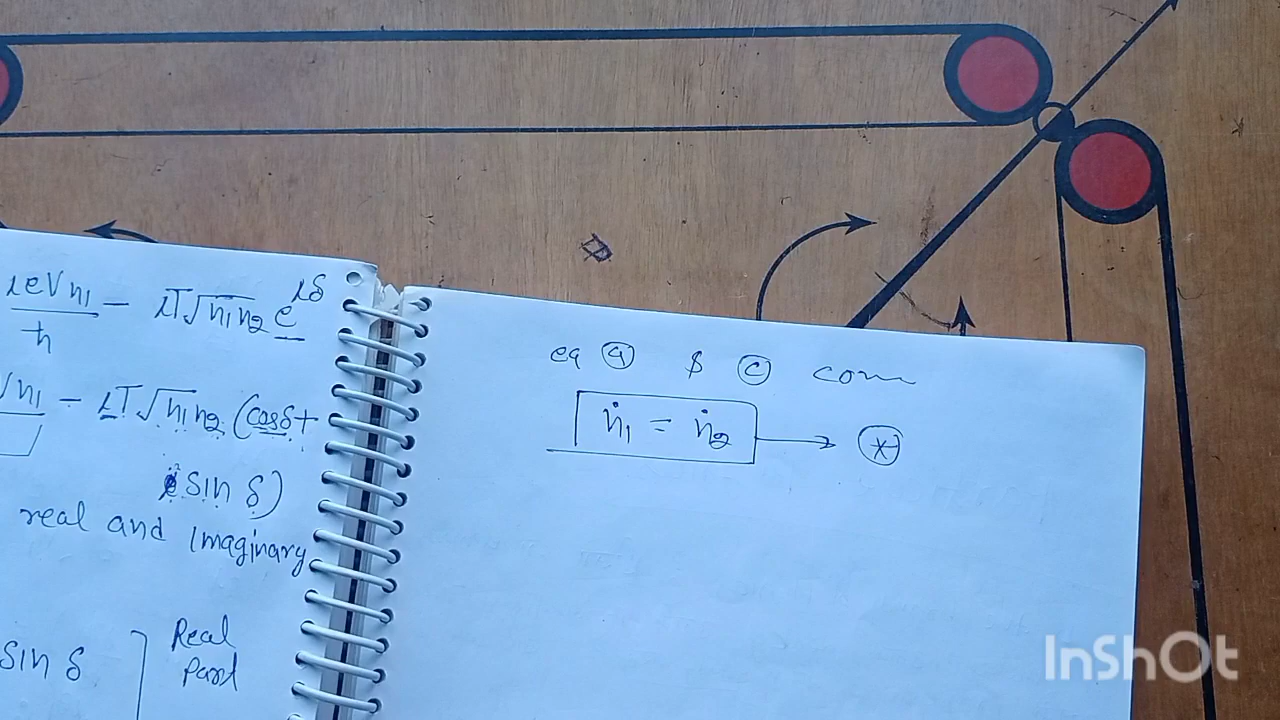 ieVn₁/ħ − iT√n₁n₂ e^iδ
Vn₁ − iT√n₁n₂ (cosδ+
i sin δ)
real and Imaginary
sin δ ] Real
Part
eq ⓐ $ ⓒ com
ṅ₁ = ṅ₂ → ⊛
InShOt